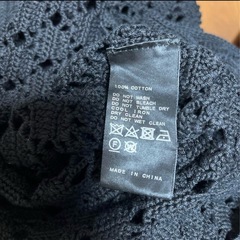 100% COTTON
DO NOT WASH
DO NOT BLEACH
DO NOT TUMBLE DRY
COOL IRON
DRY CLEAN
DO NOT WET CLEAN
F
MADE IN CHINA